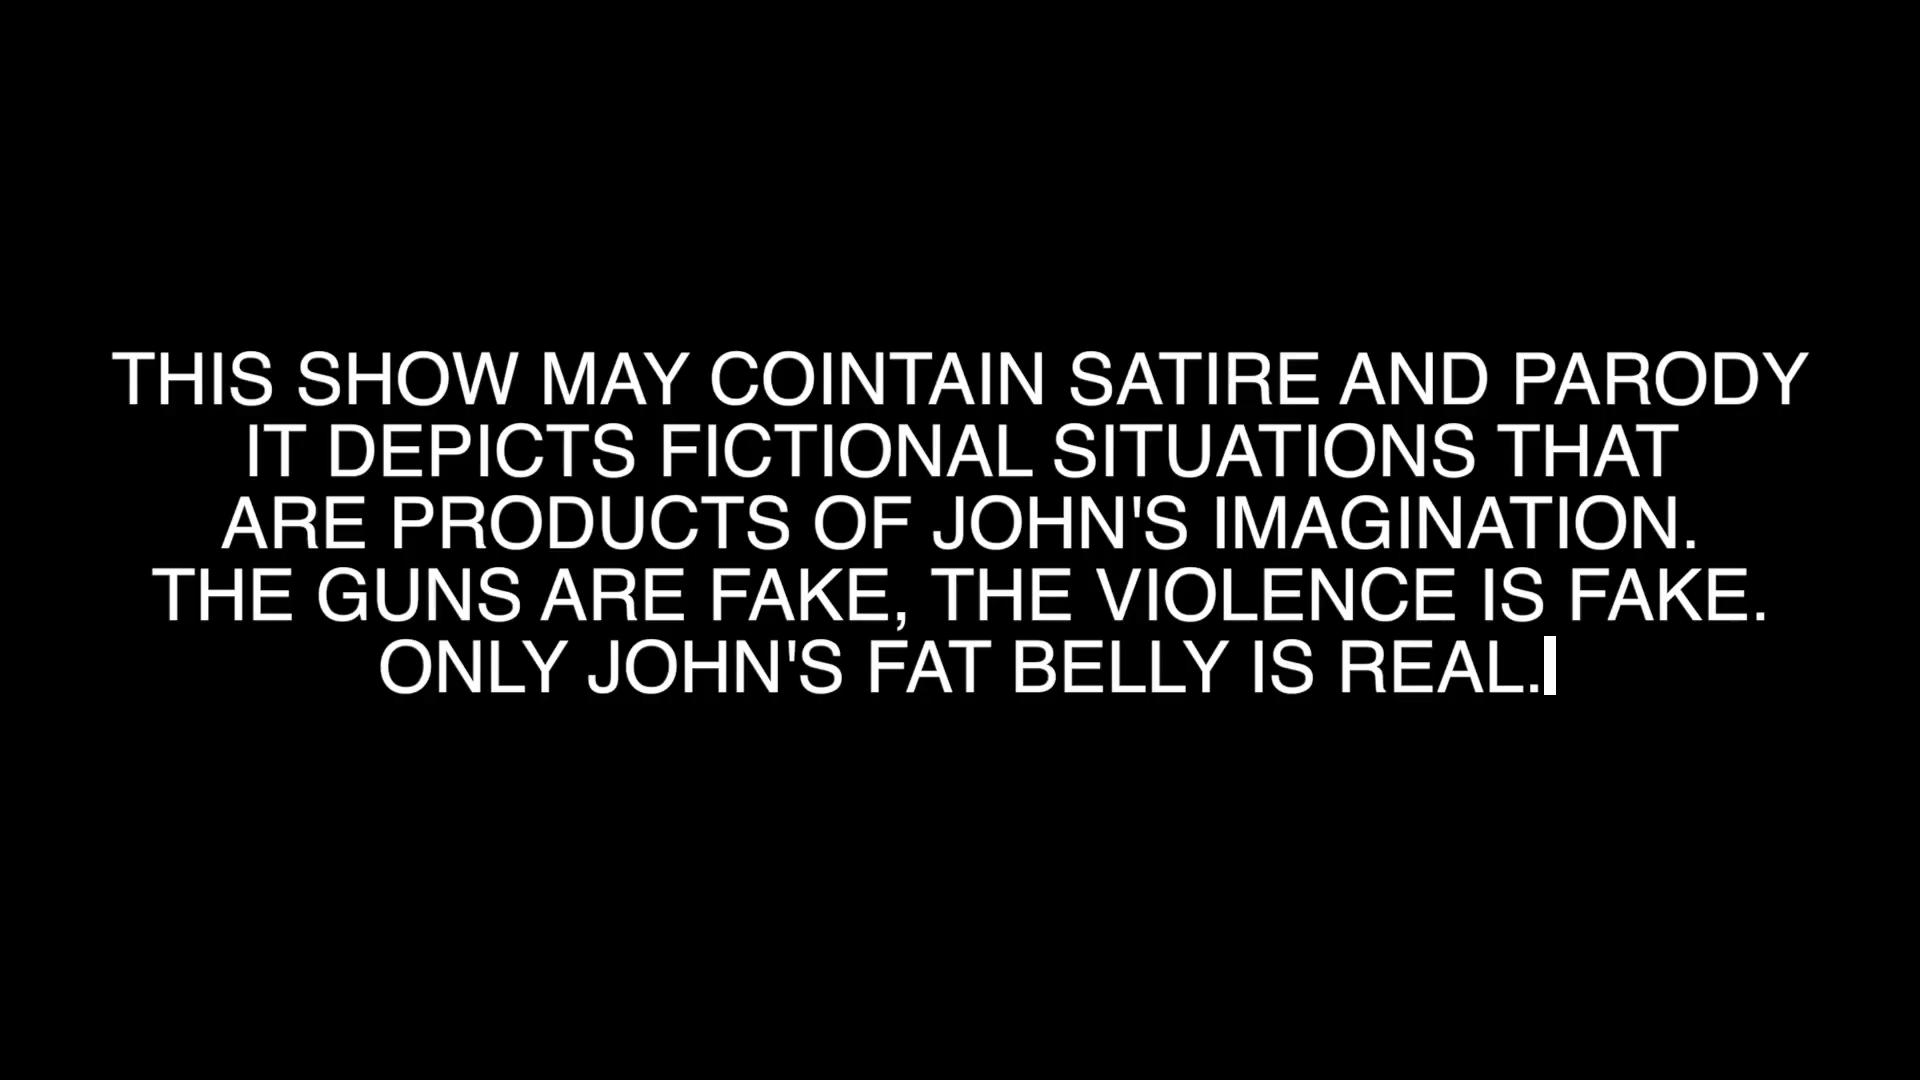 THIS SHOW MAY COINTAIN SATIRE AND PARODY
IT DEPICTS FICTIONAL SITUATIONS THAT
ARE PRODUCTS OF JOHN'S IMAGINATION.
THE GUNS ARE FAKE, THE VIOLENCE IS FAKE.
ONLY JOHN'S FAT BELLY IS REAL.